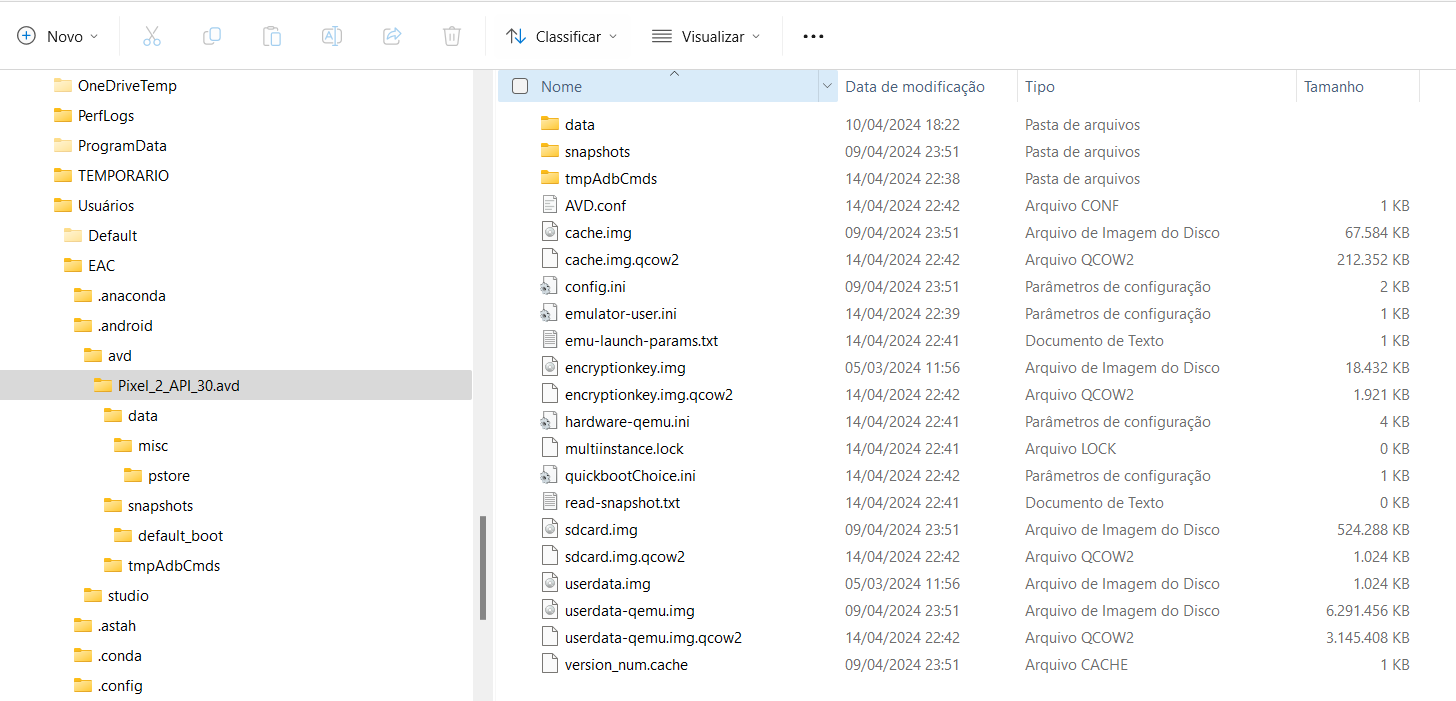 Novo
Classificar
Visualizar
OneDriveTemp
PerfLogs
ProgramData
TEMPORARIO
Usuários
Default
EAC
.anaconda
.android
avd
Pixel_2_API_30.avd
data
misc
pstore
snapshots
default_boot
tmpAdbCmds
studio
.astah
.conda
.config
Nome Data de modificação Tipo Tamanho
data 10/04/2024 18:22 Pasta de arquivos
snapshots 09/04/2024 23:51 Pasta de arquivos
tmpAdbCmds 14/04/2024 22:38 Pasta de arquivos
AVD.conf 14/04/2024 22:42 Arquivo CONF 1 KB
cache.img 09/04/2024 23:51 Arquivo de Imagem do Disco 67.584 KB
cache.img.qcow2 14/04/2024 22:42 Arquivo QCOW2 212.352 KB
config.ini 09/04/2024 23:51 Parâmetros de configuração 2 KB
emulator-user.ini 14/04/2024 22:39 Parâmetros de configuração 1 KB
emu-launch-params.txt 14/04/2024 22:41 Documento de Texto 1 KB
encryptionkey.img 05/03/2024 11:56 Arquivo de Imagem do Disco 18.432 KB
encryptionkey.img.qcow2 14/04/2024 22:42 Arquivo QCOW2 1.921 KB
hardware-qemu.ini 14/04/2024 22:41 Parâmetros de configuração 4 KB
multiinstance.lock 14/04/2024 22:41 Arquivo LOCK 0 KB
quickbootChoice.ini 14/04/2024 22:42 Parâmetros de configuração 1 KB
read-snapshot.txt 14/04/2024 22:41 Documento de Texto 0 KB
sdcard.img 09/04/2024 23:51 Arquivo de Imagem do Disco 524.288 KB
sdcard.img.qcow2 14/04/2024 22:42 Arquivo QCOW2 1.024 KB
userdata.img 05/03/2024 11:56 Arquivo de Imagem do Disco 1.024 KB
userdata-qemu.img 09/04/2024 23:51 Arquivo de Imagem do Disco 6.291.456 KB
userdata-qemu.img.qcow2 14/04/2024 22:42 Arquivo QCOW2 3.145.408 KB
version_num.cache 09/04/2024 23:51 Arquivo CACHE 1 KB